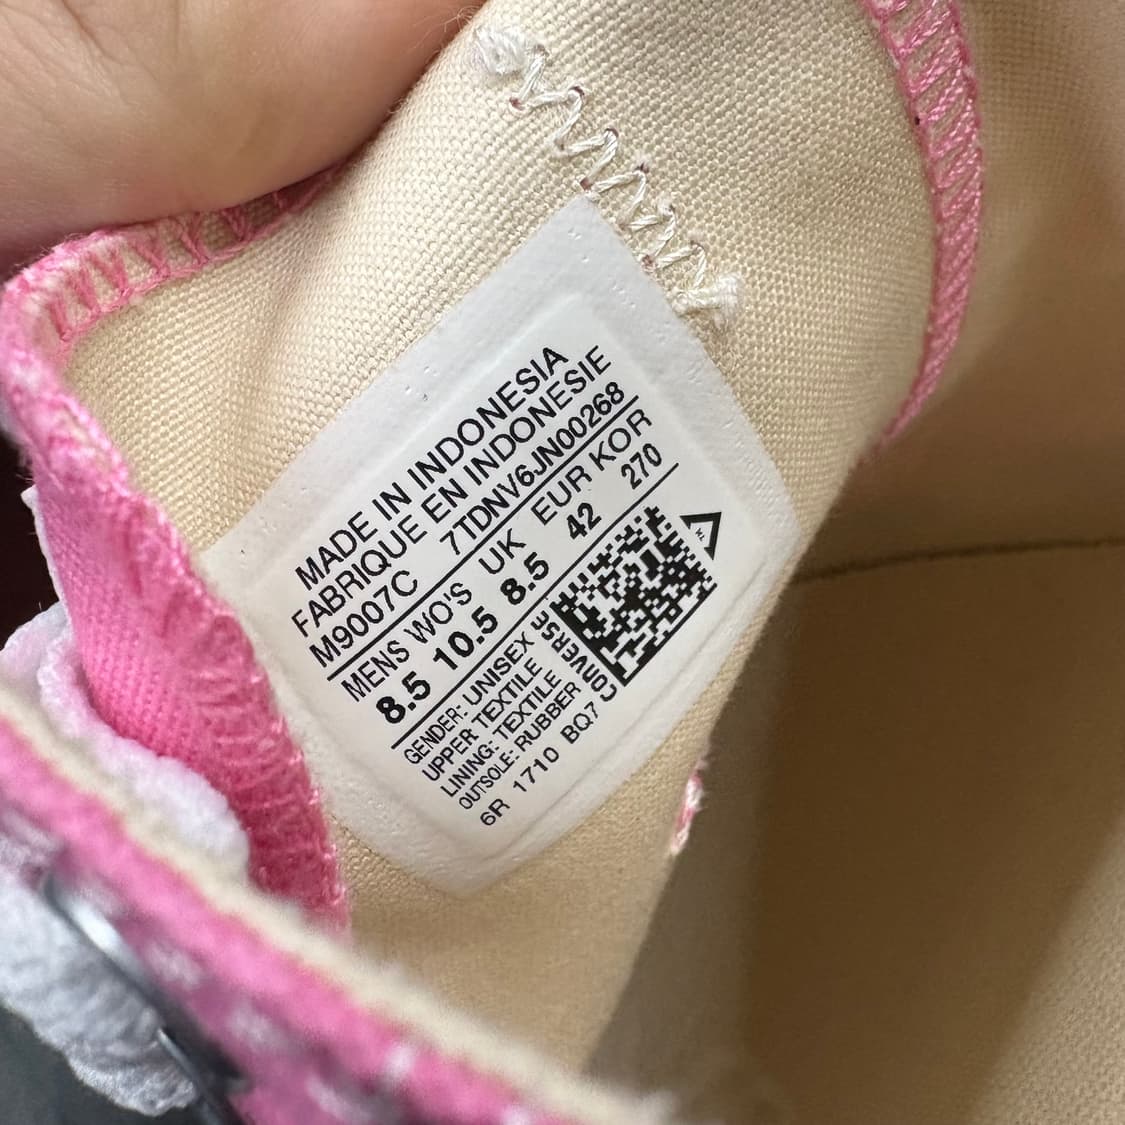 MADE IN INDONESIA
FABRIQUE EN INDONESIE
M9007C 7TDNV6JN00268
MENS WO'S UK EUR KOR
8.5 10.5 8.5 42 270
GENDER: UNISEX
UPPER TEXTILE
LINING: TEXTILE
OUTSOLE: RUBBER
6R 1710 BQ7
CONVERSE